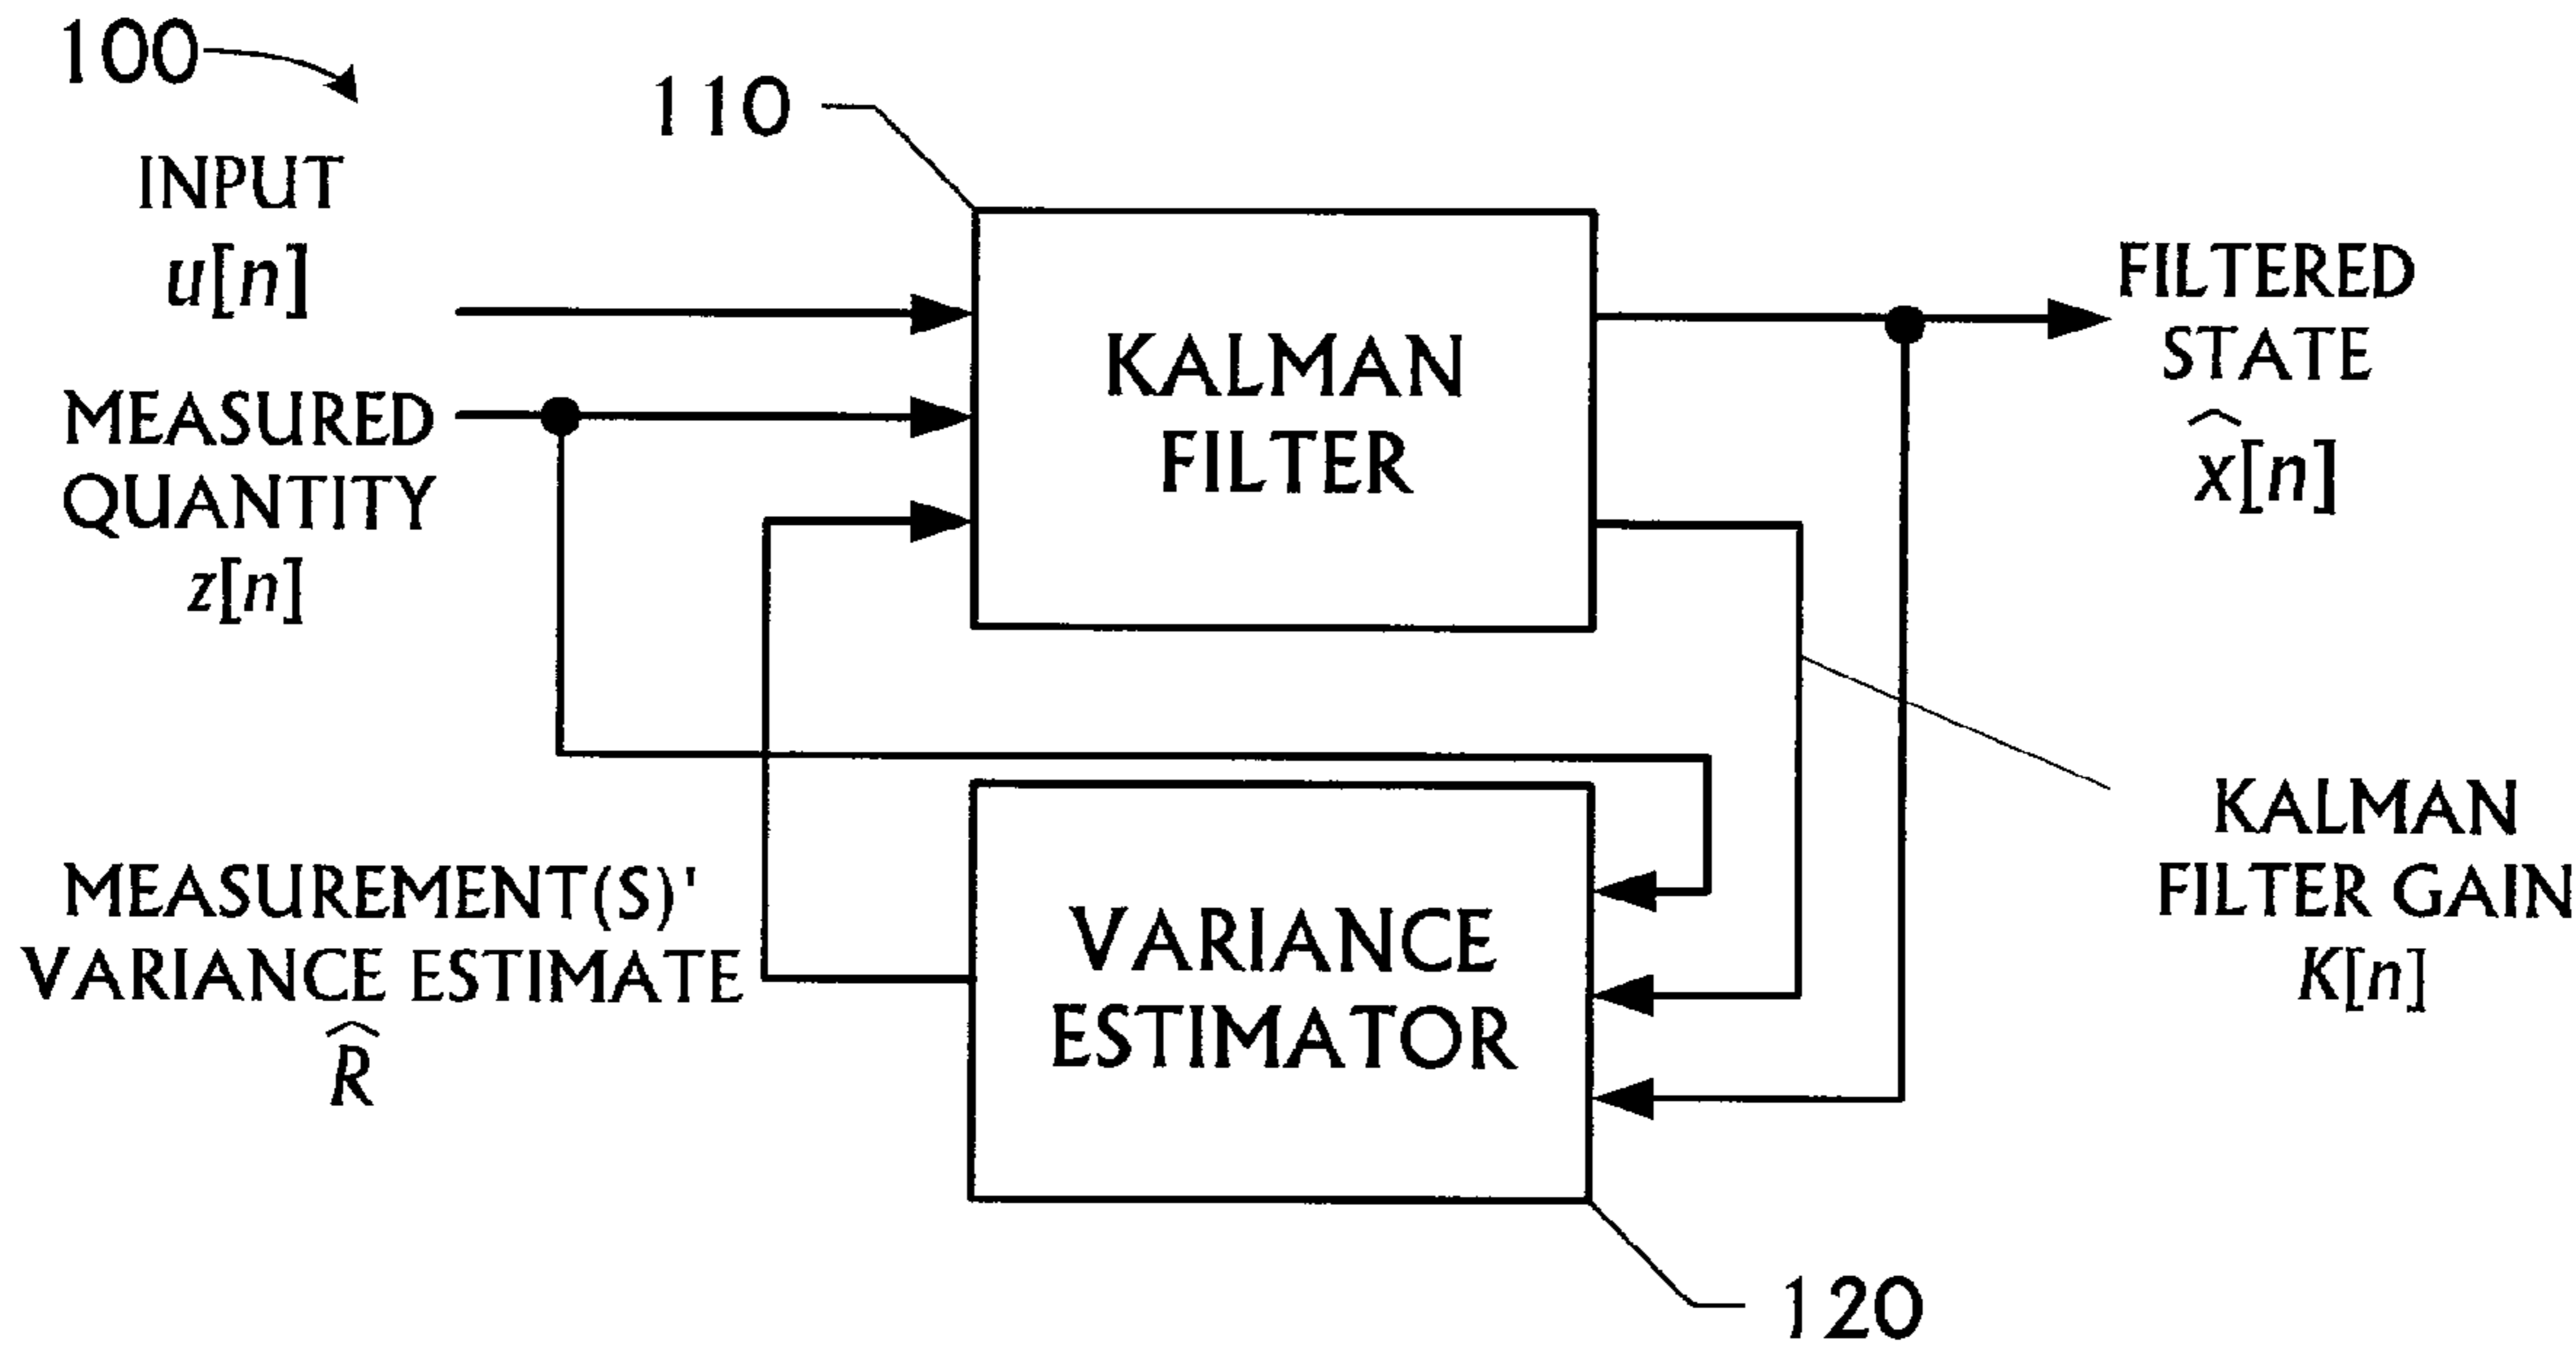 100
110
INPUT
u[n]
MEASURED
QUANTITY
z[n]
KALMAN
FILTER
FILTERED
STATE
x̂[n]
MEASUREMENT(S)'
VARIANCE ESTIMATE
R̂
VARIANCE
ESTIMATOR
KALMAN
FILTER GAIN
K[n]
120